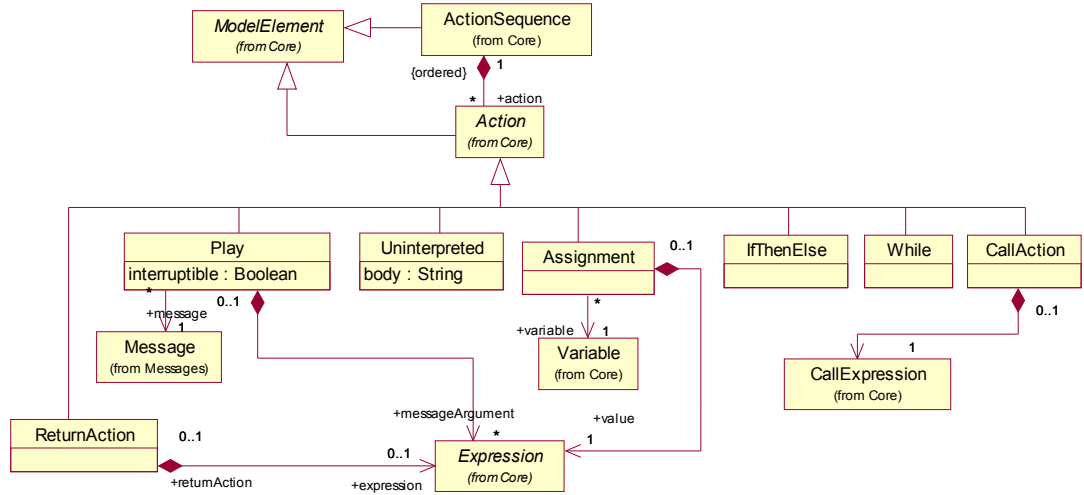 ModelElement
(from Core)
ActionSequence
(from Core)
{ordered}
1
*
+action
Action
(from Core)
Play
interruptible : Boolean
Uninterpreted
body : String
Assignment
0..1
IfThenElse
While
CallAction
*
0..1
*
0..1
+message
1
+variable
1
1
Message
(from Messages)
Variable
(from Core)
CallExpression
(from Core)
+messageArgument
+value
ReturnAction
0..1
0..1
*
1
Expression
(from Core)
+returnAction
+expression